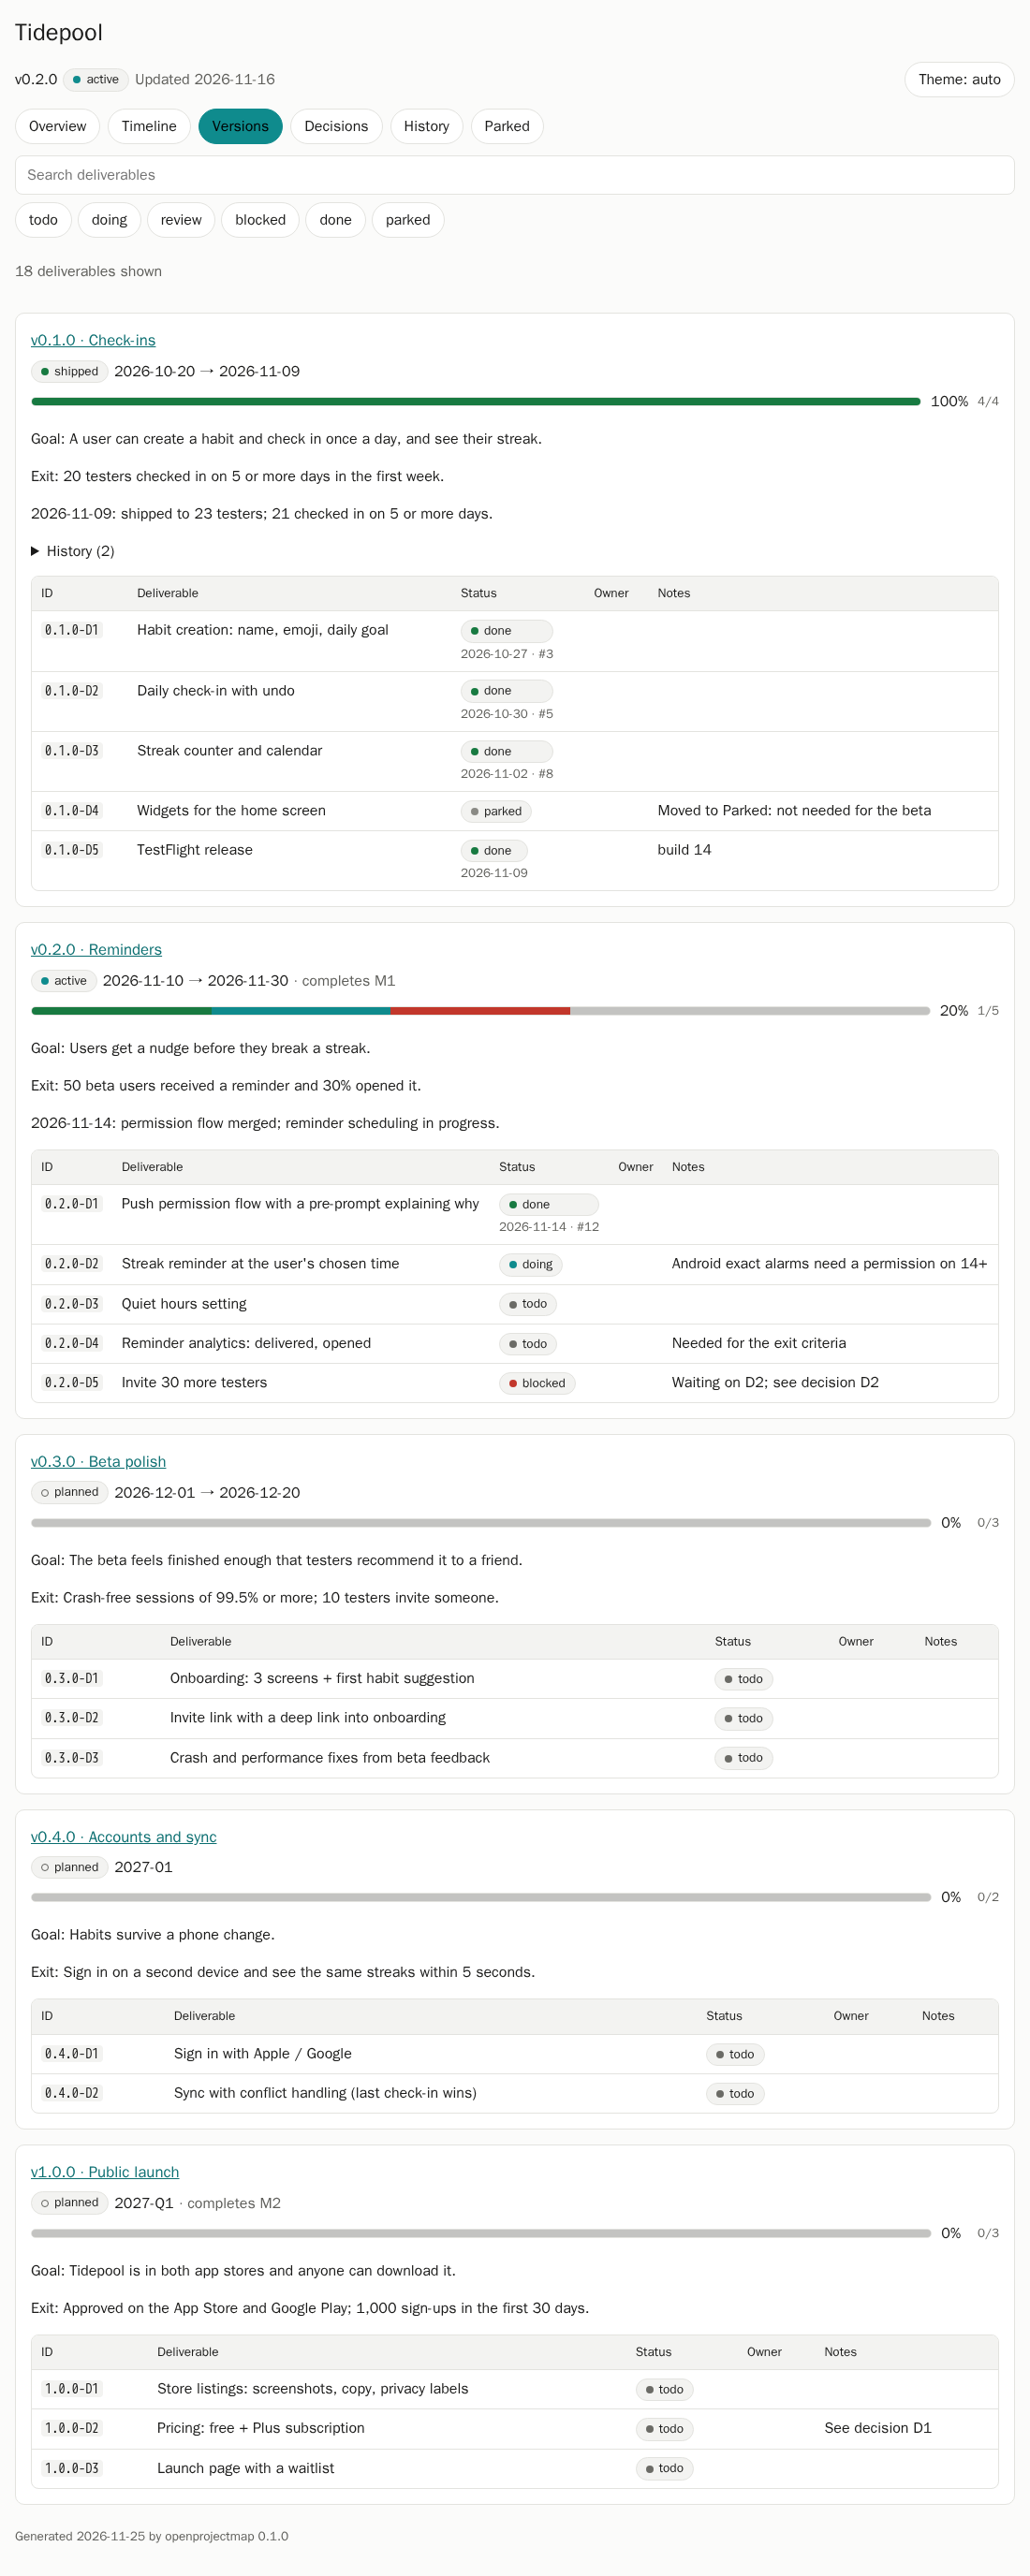 Tidepool
v0.2.0 active Updated 2026-11-16 Theme: auto
Overview Timeline Versions Decisions History Parked
Search deliverables
todo doing review blocked done parked
18 deliverables shown
v0.1.0 · Check-ins
shipped 2026-10-20 → 2026-11-09
100% 4/4
Goal: A user can create a habit and check in once a day, and see their streak.
Exit: 20 testers checked in on 5 or more days in the first week.
2026-11-09: shipped to 23 testers; 21 checked in on 5 or more days.
History (2)
ID Deliverable Status Owner Notes
0.1.0-D1 Habit creation: name, emoji, daily goal done
2026-10-27 · #3
0.1.0-D2 Daily check-in with undo done
2026-10-30 · #5
0.1.0-D3 Streak counter and calendar done
2026-11-02 · #8
0.1.0-D4 Widgets for the home screen parked Moved to Parked: not needed for the beta
0.1.0-D5 TestFlight release done build 14
2026-11-09
v0.2.0 · Reminders
active 2026-11-10 → 2026-11-30 · completes M1
20% 1/5
Goal: Users get a nudge before they break a streak.
Exit: 50 beta users received a reminder and 30% opened it.
2026-11-14: permission flow merged; reminder scheduling in progress.
ID Deliverable Status Owner Notes
0.2.0-D1 Push permission flow with a pre-prompt explaining why done
2026-11-14 · #12
0.2.0-D2 Streak reminder at the user's chosen time doing Android exact alarms need a permission on 14+
0.2.0-D3 Quiet hours setting todo
0.2.0-D4 Reminder analytics: delivered, opened todo Needed for the exit criteria
0.2.0-D5 Invite 30 more testers blocked Waiting on D2; see decision D2
v0.3.0 · Beta polish
planned 2026-12-01 → 2026-12-20
0% 0/3
Goal: The beta feels finished enough that testers recommend it to a friend.
Exit: Crash-free sessions of 99.5% or more; 10 testers invite someone.
ID Deliverable Status Owner Notes
0.3.0-D1 Onboarding: 3 screens + first habit suggestion todo
0.3.0-D2 Invite link with a deep link into onboarding todo
0.3.0-D3 Crash and performance fixes from beta feedback todo
v0.4.0 · Accounts and sync
planned 2027-01
0% 0/2
Goal: Habits survive a phone change.
Exit: Sign in on a second device and see the same streaks within 5 seconds.
ID Deliverable Status Owner Notes
0.4.0-D1 Sign in with Apple / Google todo
0.4.0-D2 Sync with conflict handling (last check-in wins) todo
v1.0.0 · Public launch
planned 2027-Q1 · completes M2
0% 0/3
Goal: Tidepool is in both app stores and anyone can download it.
Exit: Approved on the App Store and Google Play; 1,000 sign-ups in the first 30 days.
ID Deliverable Status Owner Notes
1.0.0-D1 Store listings: screenshots, copy, privacy labels todo
1.0.0-D2 Pricing: free + Plus subscription todo See decision D1
1.0.0-D3 Launch page with a waitlist todo
Generated 2026-11-25 by openprojectmap 0.1.0